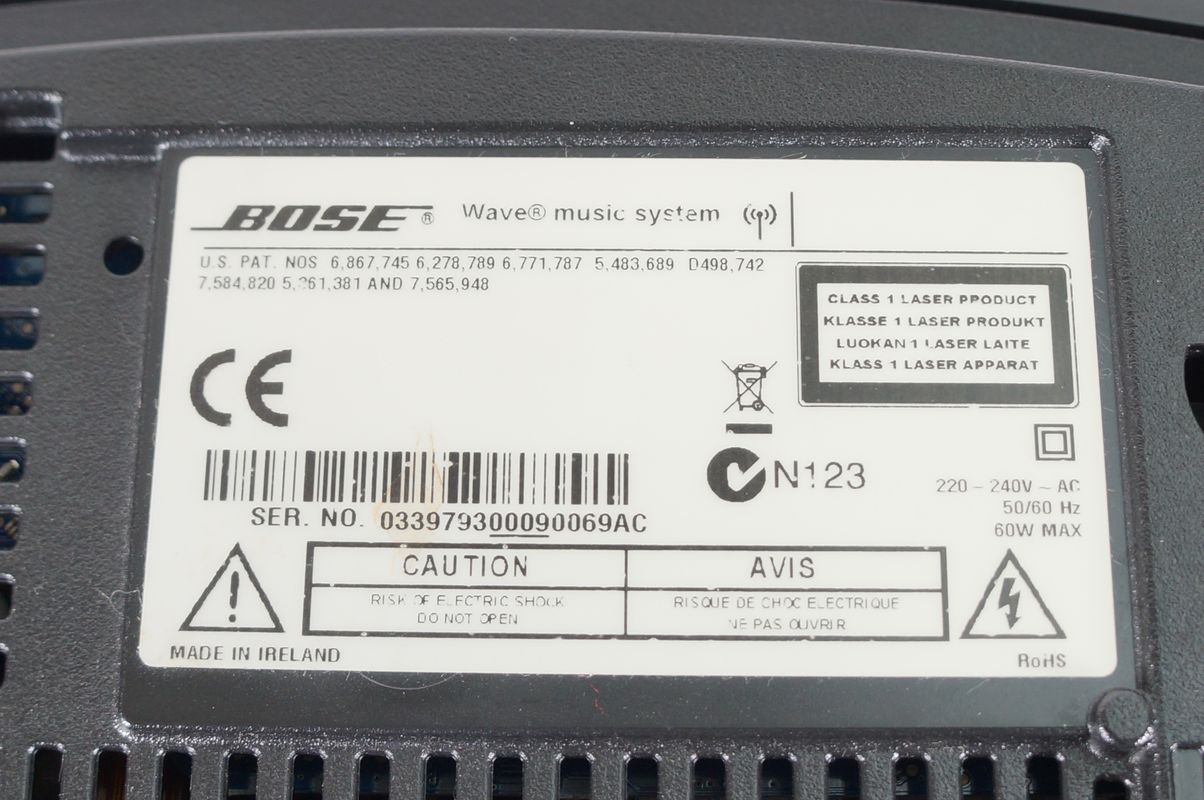 BOSE® Wave® music system
U.S. PAT. NOS 6,867,745 6,278,789 6,771,787 5,483,689 D498,742
7,584,820 AND 7,565,948
CLASS 1 LASER PRODUCT
KLASSE 1 LASER PRODUKT
LUOKAN 1 LASER LAITE
KLASS 1 LASER APPARAT
CE
N123
220 - 240V ~ AC
50/60 Hz
60W MAX
SER. NO. 033979300090069AC
CAUTION
RISK OF ELECTRIC SHOCK
DO NOT OPEN
AVIS
RISQUE DE CHOC ELECTRIQUE
NE PAS OUVRIR
MADE IN IRELAND
RoHS